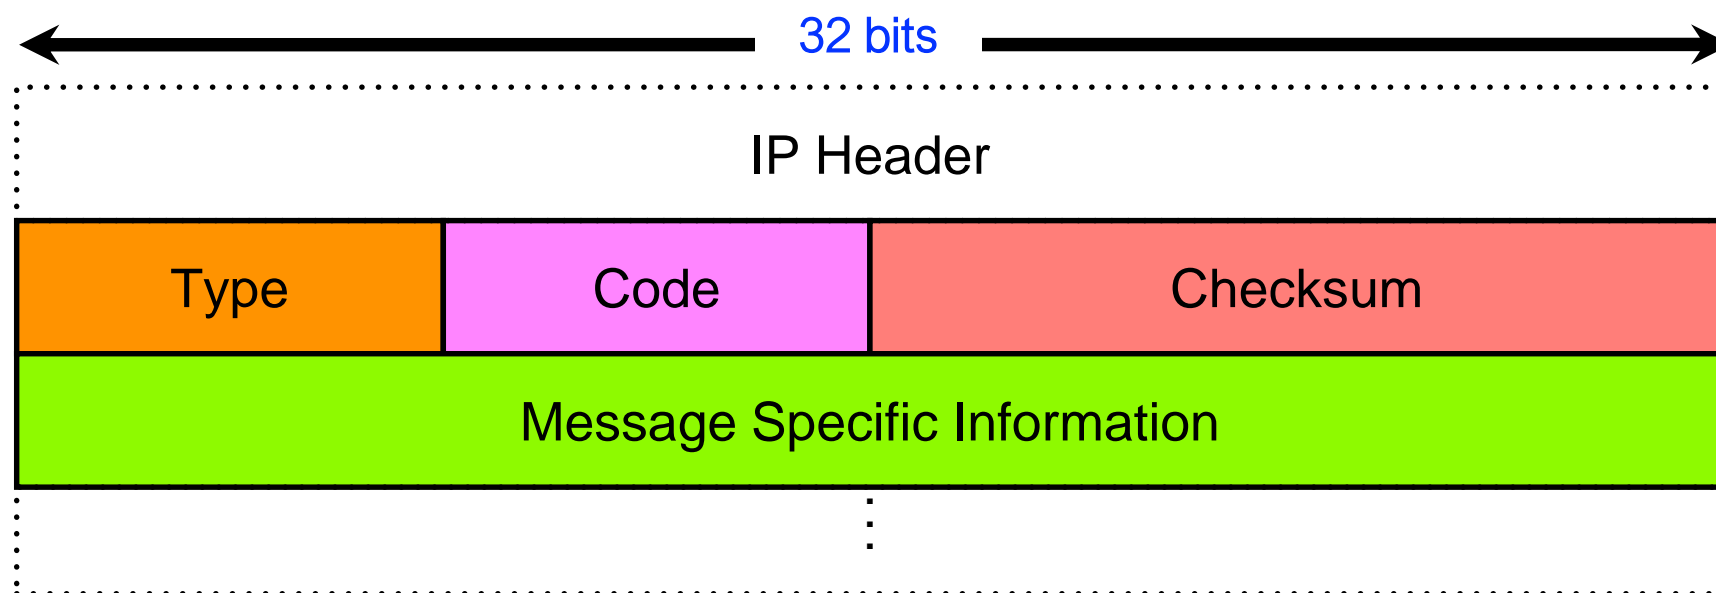 32 bits
IP Header
Type Code Checksum
Message Specific Information